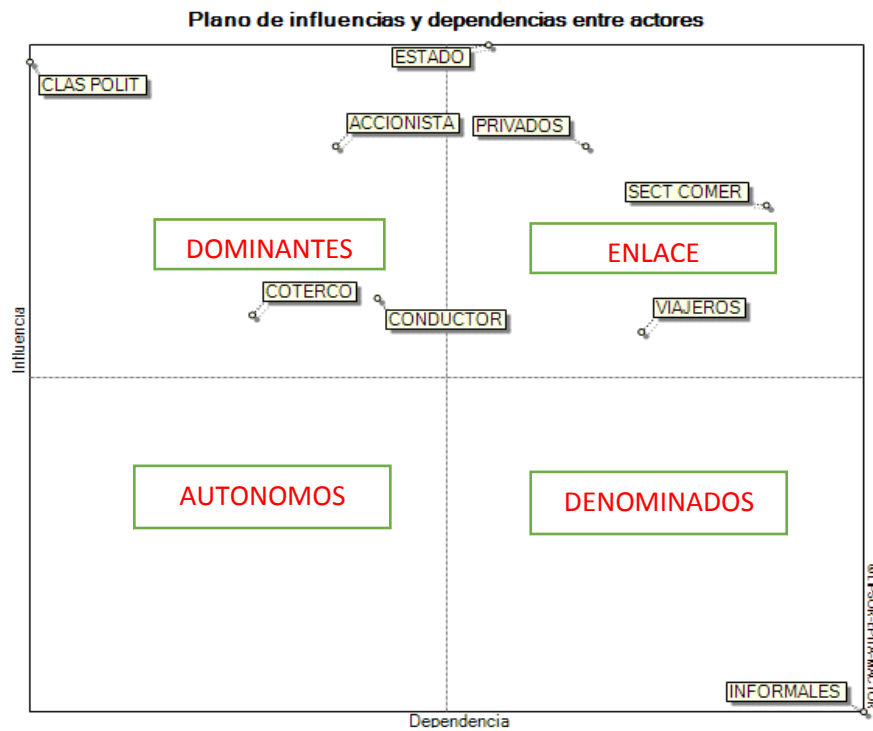 Plano de influencias y dependencias entre actores
ESTADO
CLAS POLIT
ACCIONISTA
PRIVADOS
SECT COMER
DOMINANTES
ENLACE
COTERCO
CONDUCTOR
VIAJEROS
Influencia
AUTONOMOS
DENOMINADOS
INFORMALES
Dependencia